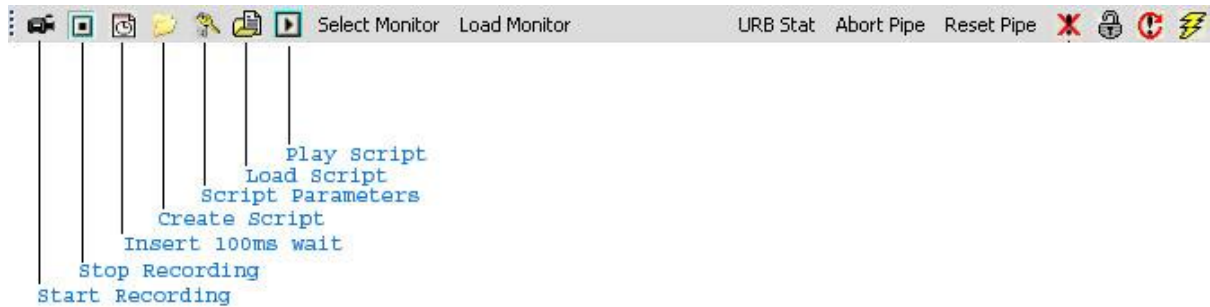 Select Monitor Load Monitor URB Stat Abort Pipe Reset Pipe
Play Script
Load Script
Script Parameters
Create Script
Insert 100ms wait
Stop Recording
Start Recording